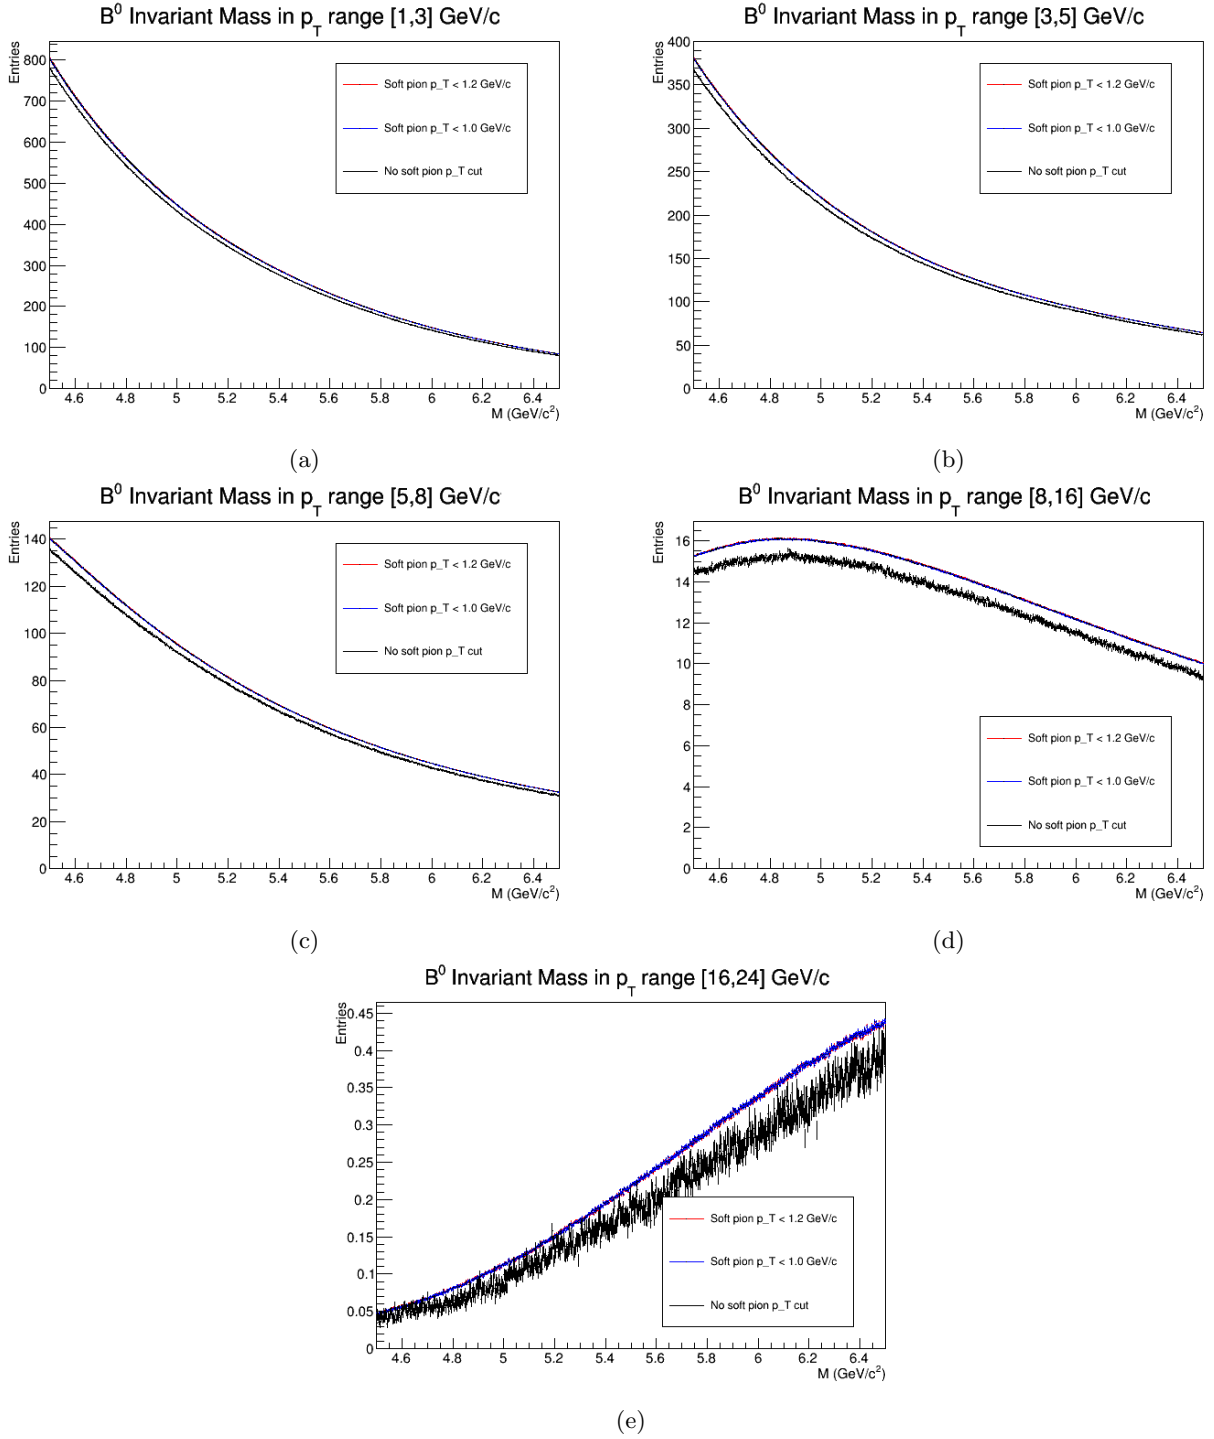 B⁰ Invariant Mass in p_T range [1,3] GeV/c
Entries
800
700
600
500
400
300
200
100
0
Soft pion p_T < 1.2 GeV/c
Soft pion p_T < 1.0 GeV/c
No soft pion p_T cut
4.6 4.8 5 5.2 5.4 5.6 5.8 6 6.2 6.4
M (GeV/c²)
(a)
B⁰ Invariant Mass in p_T range [3,5] GeV/c
Entries
400
350
300
250
200
150
100
50
0
Soft pion p_T < 1.2 GeV/c
Soft pion p_T < 1.0 GeV/c
No soft pion p_T cut
4.6 4.8 5 5.2 5.4 5.6 5.8 6 6.2 6.4
M (GeV/c²)
(b)
B⁰ Invariant Mass in p_T range [5,8] GeV/c
Entries
140
120
100
80
60
40
20
0
Soft pion p_T < 1.2 GeV/c
Soft pion p_T < 1.0 GeV/c
No soft pion p_T cut
4.6 4.8 5 5.2 5.4 5.6 5.8 6 6.2 6.4
M (GeV/c²)
(c)
B⁰ Invariant Mass in p_T range [8,16] GeV/c
Entries
16
14
12
10
8
6
4
2
0
Soft pion p_T < 1.2 GeV/c
Soft pion p_T < 1.0 GeV/c
No soft pion p_T cut
4.6 4.8 5 5.2 5.4 5.6 5.8 6 6.2 6.4
M (GeV/c²)
(d)
B⁰ Invariant Mass in p_T range [16,24] GeV/c
Entries
0.45
0.4
0.35
0.3
0.25
0.2
0.15
0.1
0.05
0
Soft pion p_T < 1.2 GeV/c
Soft pion p_T < 1.0 GeV/c
No soft pion p_T cut
4.6 4.8 5 5.2 5.4 5.6 5.8 6 6.2 6.4
M (GeV/c²)
(e)